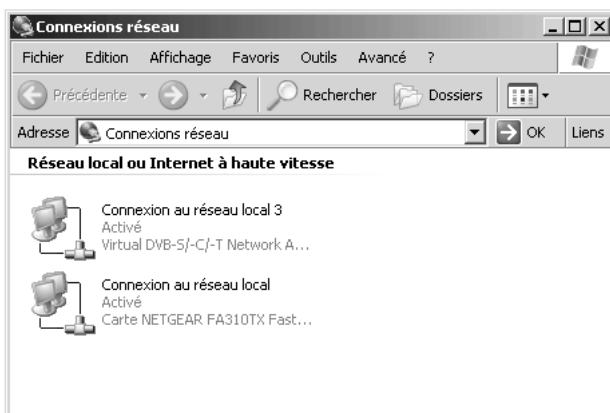 Connexions réseau
Fichier Edition Affichage Favoris Outils Avancé ?
Précédente Rechercher Dossiers
Adresse Connexions réseau OK Liens
Réseau local ou Internet à haute vitesse
Connexion au réseau local 3
Activé
Virtual DVB-S/-C/-T Network A...
Connexion au réseau local
Activé
Carte NETGEAR FA310TX Fast...